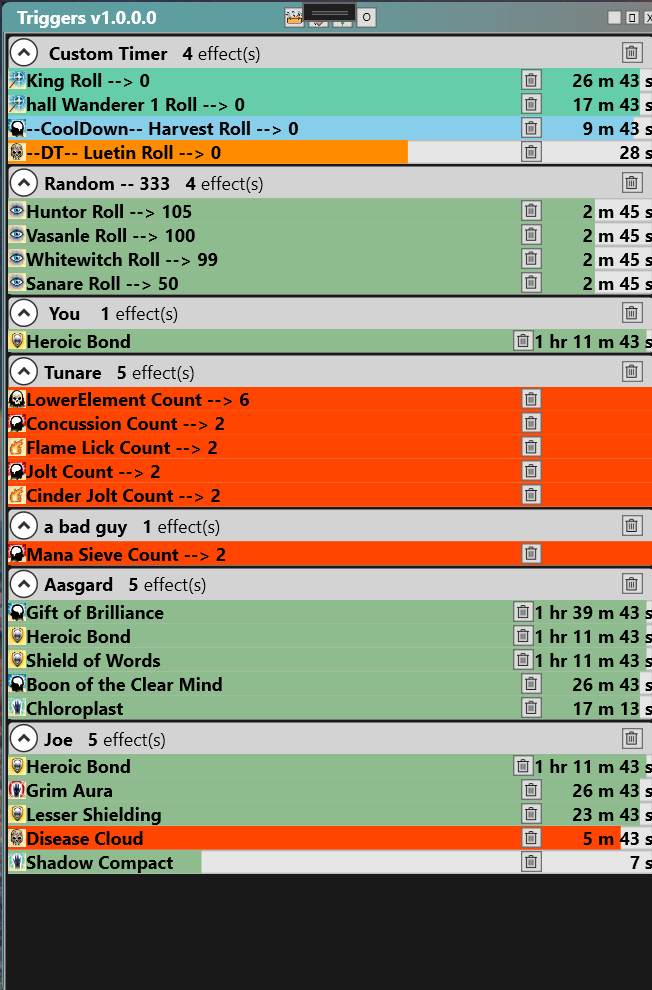 Triggers v1.0.0.0 O
Custom Timer 4 effect(s)
King Roll --> 0 26 m 43 s
hall Wanderer 1 Roll --> 0 17 m 43 s
--CoolDown-- Harvest Roll --> 0 9 m 43 s
--DT-- Luetin Roll --> 0 28 s
Random -- 333 4 effect(s)
Huntor Roll --> 105 2 m 45 s
Vasanle Roll --> 100 2 m 45 s
Whitewitch Roll --> 99 2 m 45 s
Sanare Roll --> 50 2 m 45 s
You 1 effect(s)
Heroic Bond 1 hr 11 m 43 s
Tunare 5 effect(s)
LowerElement Count --> 6
Concussion Count --> 2
Flame Lick Count --> 2
Jolt Count --> 2
Cinder Jolt Count --> 2
a bad guy 1 effect(s)
Mana Sieve Count --> 2
Aasgard 5 effect(s)
Gift of Brilliance 1 hr 39 m 43 s
Heroic Bond 1 hr 11 m 43 s
Shield of Words 1 hr 11 m 43 s
Boon of the Clear Mind 26 m 43 s
Chloroplast 17 m 13 s
Joe 5 effect(s)
Heroic Bond 1 hr 11 m 43 s
Grim Aura 26 m 43 s
Lesser Shielding 23 m 43 s
Disease Cloud 5 m 43 s
Shadow Compact 7 s